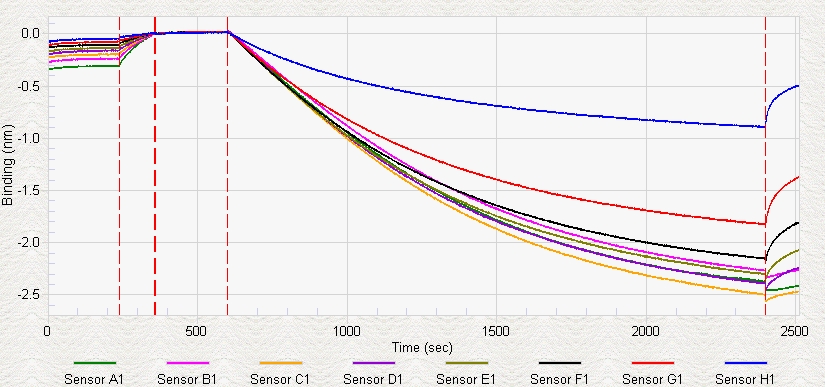 0.0
-0.5
-1.0
-1.5
-2.0
-2.5
Binding (nm)
0 500 1000 1500 2000 2500
Time (sec)
Sensor A1 Sensor B1 Sensor C1 Sensor D1 Sensor E1 Sensor F1 Sensor G1 Sensor H1